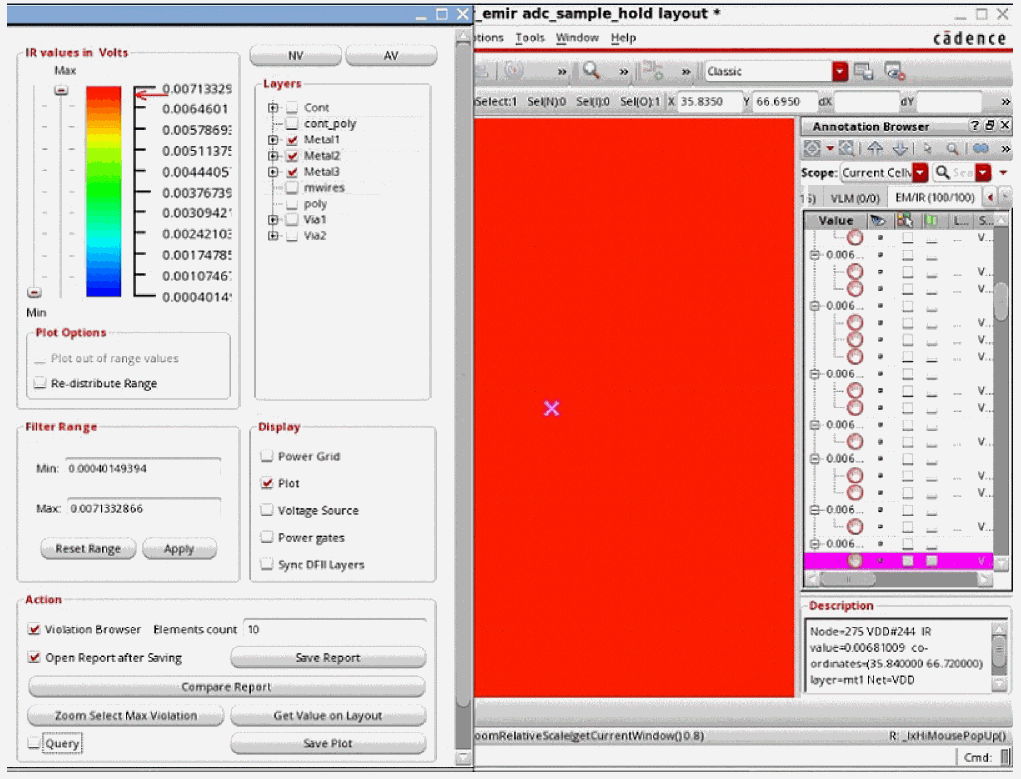 _emir adc_sample_hold layout *
tions Tools Window Help
cādence
Classic
Select:1 Sel(N):0 Sel(I):0 Sel(O):1 X 35.8350 Y 66.6950 dX dY
IR values in Volts
Max
0.00713329
0.0064601
0.00578693
0.00511375
0.00444405
0.00376739
0.00309421
0.00242103
0.00174785
0.00107467
0.0004014
Min
Plot Options
Plot out of range values
Re-distribute Range
NV AV
Layers
Cont
cont_poly
Metal1
Metal2
Metal3
mwires
poly
Via1
Via2
Filter Range
Min: 0.00040149394
Max: 0.0071332866
Reset Range Apply
Display
Power Grid
Plot
Voltage Source
Power gates
Sync DFII Layers
Action
Violation Browser Elements count 10
Open Report after Saving Save Report
Compare Report
Zoom Select Max Violation Get Value on Layout
Query Save Plot
Annotation Browser
Scope: Current Cellv Sea
VLM (0/0) EM/IR (100/100)
Value L... S...
V...
0.006...
V...
V...
0.006...
V...
V...
V...
0.006...
V...
V...
0.006...
V...
0.006...
V...
V...
0.006...
V...
0.006...
V...
Description
Node=275 VDD#244 IR
value=0.00681009 co-
ordinates=(35.840000 66.720000)
layer=mt1 Net=VDD
oomRelativeScale(getCurrentWindow() 0.8) R: _lxHiMousePopUp()
Cmd: